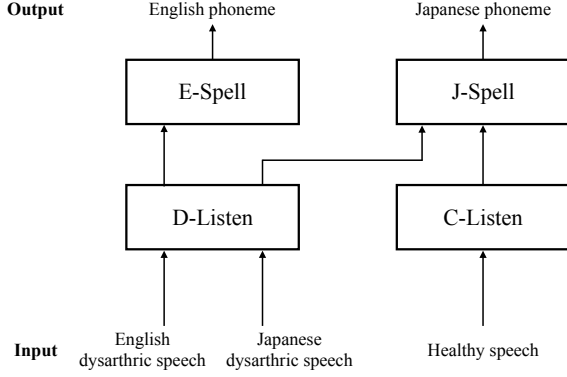 Output
English phoneme
Japanese phoneme
E-Spell
J-Spell
D-Listen
C-Listen
Input
English
dysarthric speech
Japanese
dysarthric speech
Healthy speech